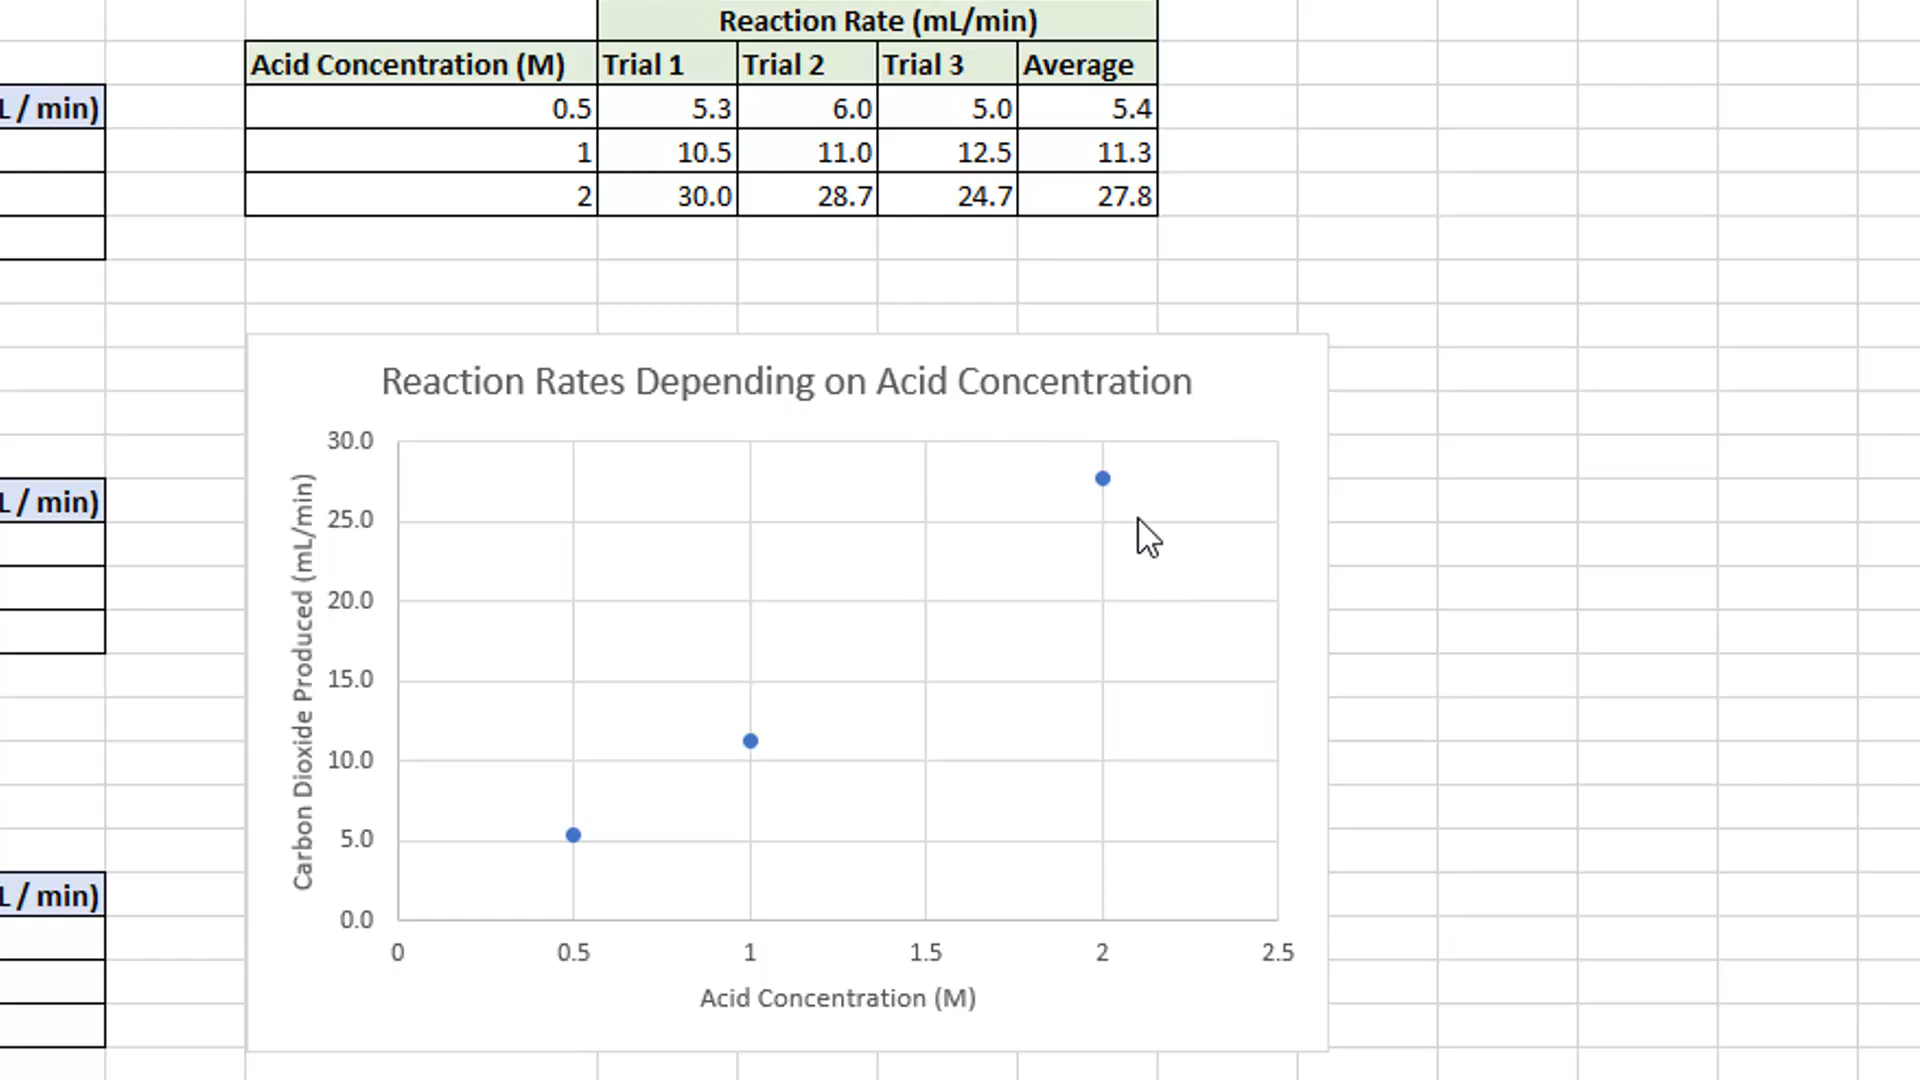 Reaction Rate (mL/min)
Acid Concentration (M) Trial 1 Trial 2 Trial 3 Average
L / min)
0.5 5.3 6.0 5.0 5.4
1 10.5 11.0 12.5 11.3
2 30.0 28.7 24.7 27.8
Reaction Rates Depending on Acid Concentration
30.0
25.0
20.0
15.0
10.0
5.0
0.0
Carbon Dioxide Produced (mL/min)
0 0.5 1 1.5 2 2.5
Acid Concentration (M)
L / min)
L / min)